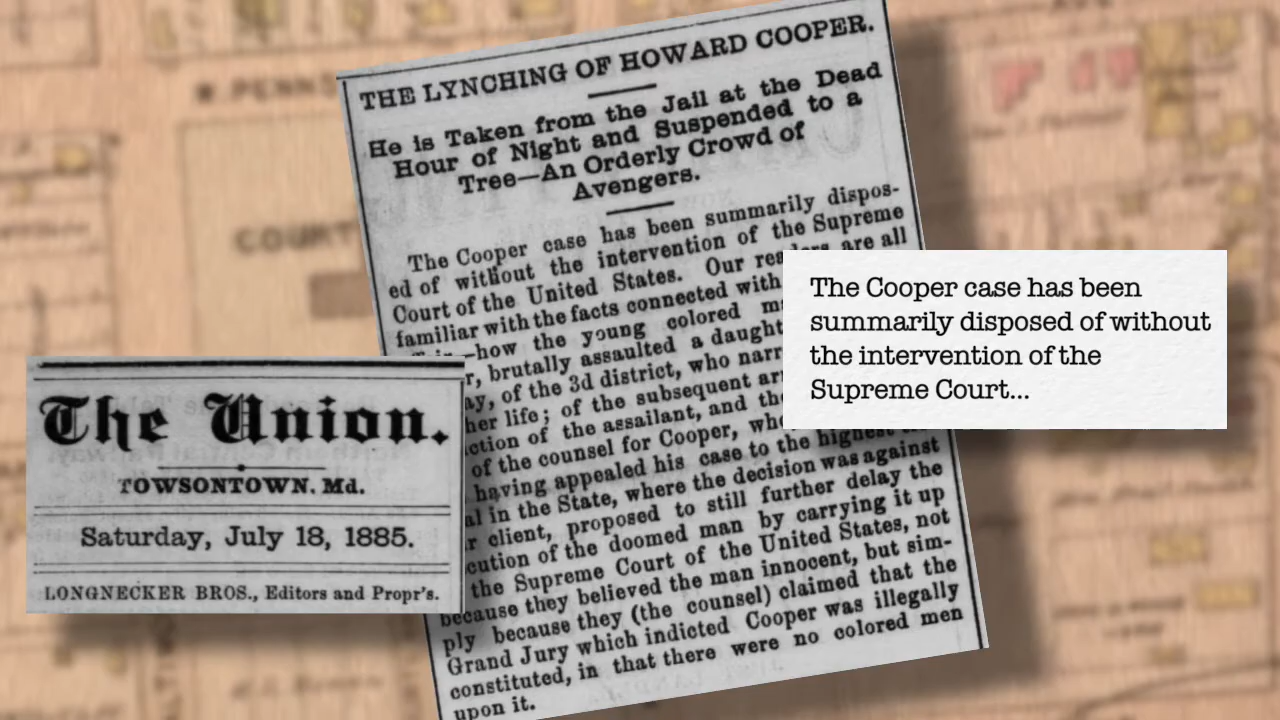 THE LYNCHING OF HOWARD COOPER.
He is Taken from the Jail at the Dead
Hour of Night and Suspended to a
Tree—An Orderly Crowd of
Avengers.
The Cooper case has been summarily dispos-
ed of without the intervention of the Supreme
Court of the United States. Our are all
familiar with the facts connected with
—how the young colored
brutally assaulted a
of the 3d district, who
her life; of the subsequent
of the assailant, and
of the counsel for Cooper,
having appealed his case to the highest
in the State, where the decision was against
client, proposed to still further delay the
of the doomed man by carrying it up
the Supreme Court of the United States, not
because they believed the man innocent, but sim-
ply because they (the counsel) claimed that the
Grand Jury which indicted Cooper was illegally
constituted, in that there were no colored men
upon it.
The Cooper case has been
summarily disposed of without
the intervention of the
Supreme Court...
The Union.
TOWSONTOWN, Md.
Saturday, July 18, 1885.
LONGNECKER BROS., Editors and Propr's.